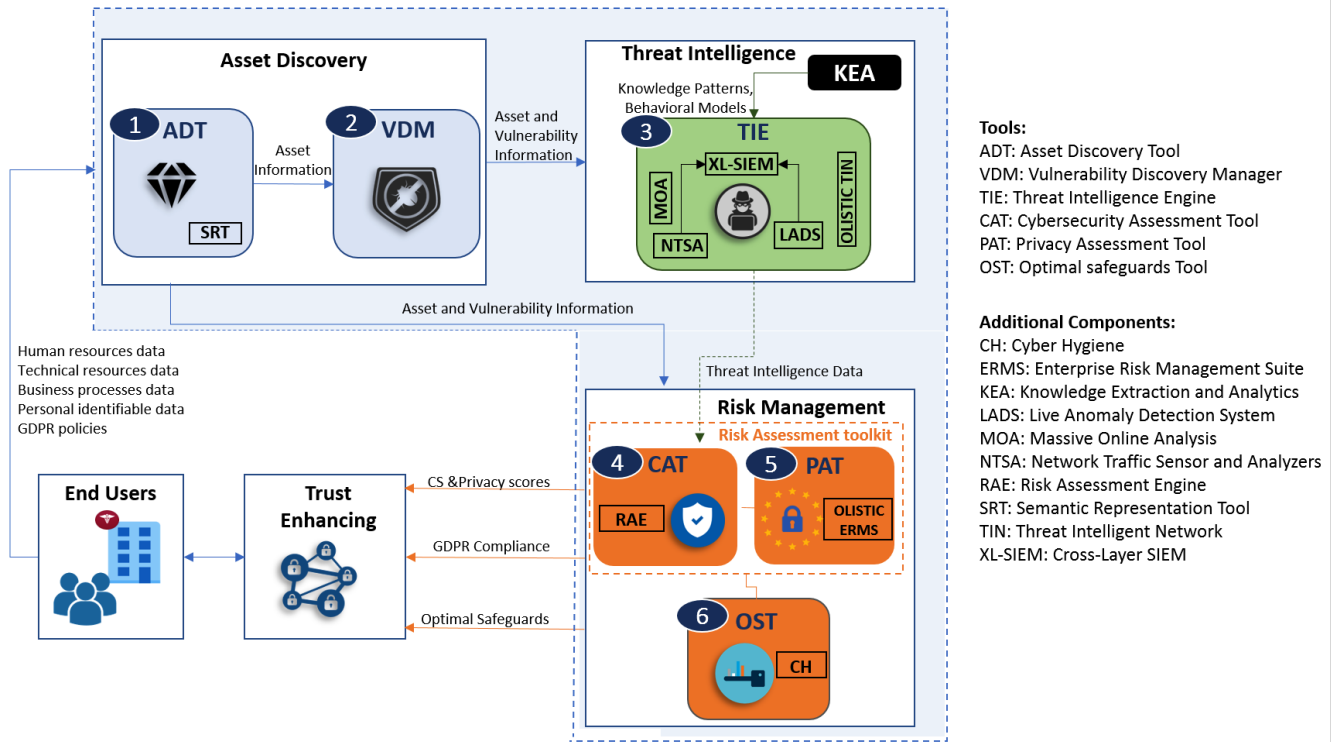 Asset Discovery
1
ADT
SRT
Asset
Information
2
VDM
Asset and
Vulnerability
Information
Threat Intelligence
KEA
Knowledge Patterns,
Behavioral Models
3
TIE
XL-SIEM
MOA
NTSA
LADS
OLISTIC TIN
Asset and Vulnerability Information
Human resources data
Technical resources data
Business processes data
Personal identifiable data
GDPR policies
Threat Intelligence Data
Risk Management
Risk Assessment toolkit
4
CAT
RAE
5
PAT
OLISTIC
ERMS
6
OST
CH
CS &Privacy scores
GDPR Compliance
Optimal Safeguards
End Users
Trust
Enhancing
Tools:
ADT: Asset Discovery Tool
VDM: Vulnerability Discovery Manager
TIE: Threat Intelligence Engine
CAT: Cybersecurity Assessment Tool
PAT: Privacy Assessment Tool
OST: Optimal safeguards Tool
Additional Components:
CH: Cyber Hygiene
ERMS: Enterprise Risk Management Suite
KEA: Knowledge Extraction and Analytics
LADS: Live Anomaly Detection System
MOA: Massive Online Analysis
NTSA: Network Traffic Sensor and Analyzers
RAE: Risk Assessment Engine
SRT: Semantic Representation Tool
TIN: Threat Intelligent Network
XL-SIEM: Cross-Layer SIEM